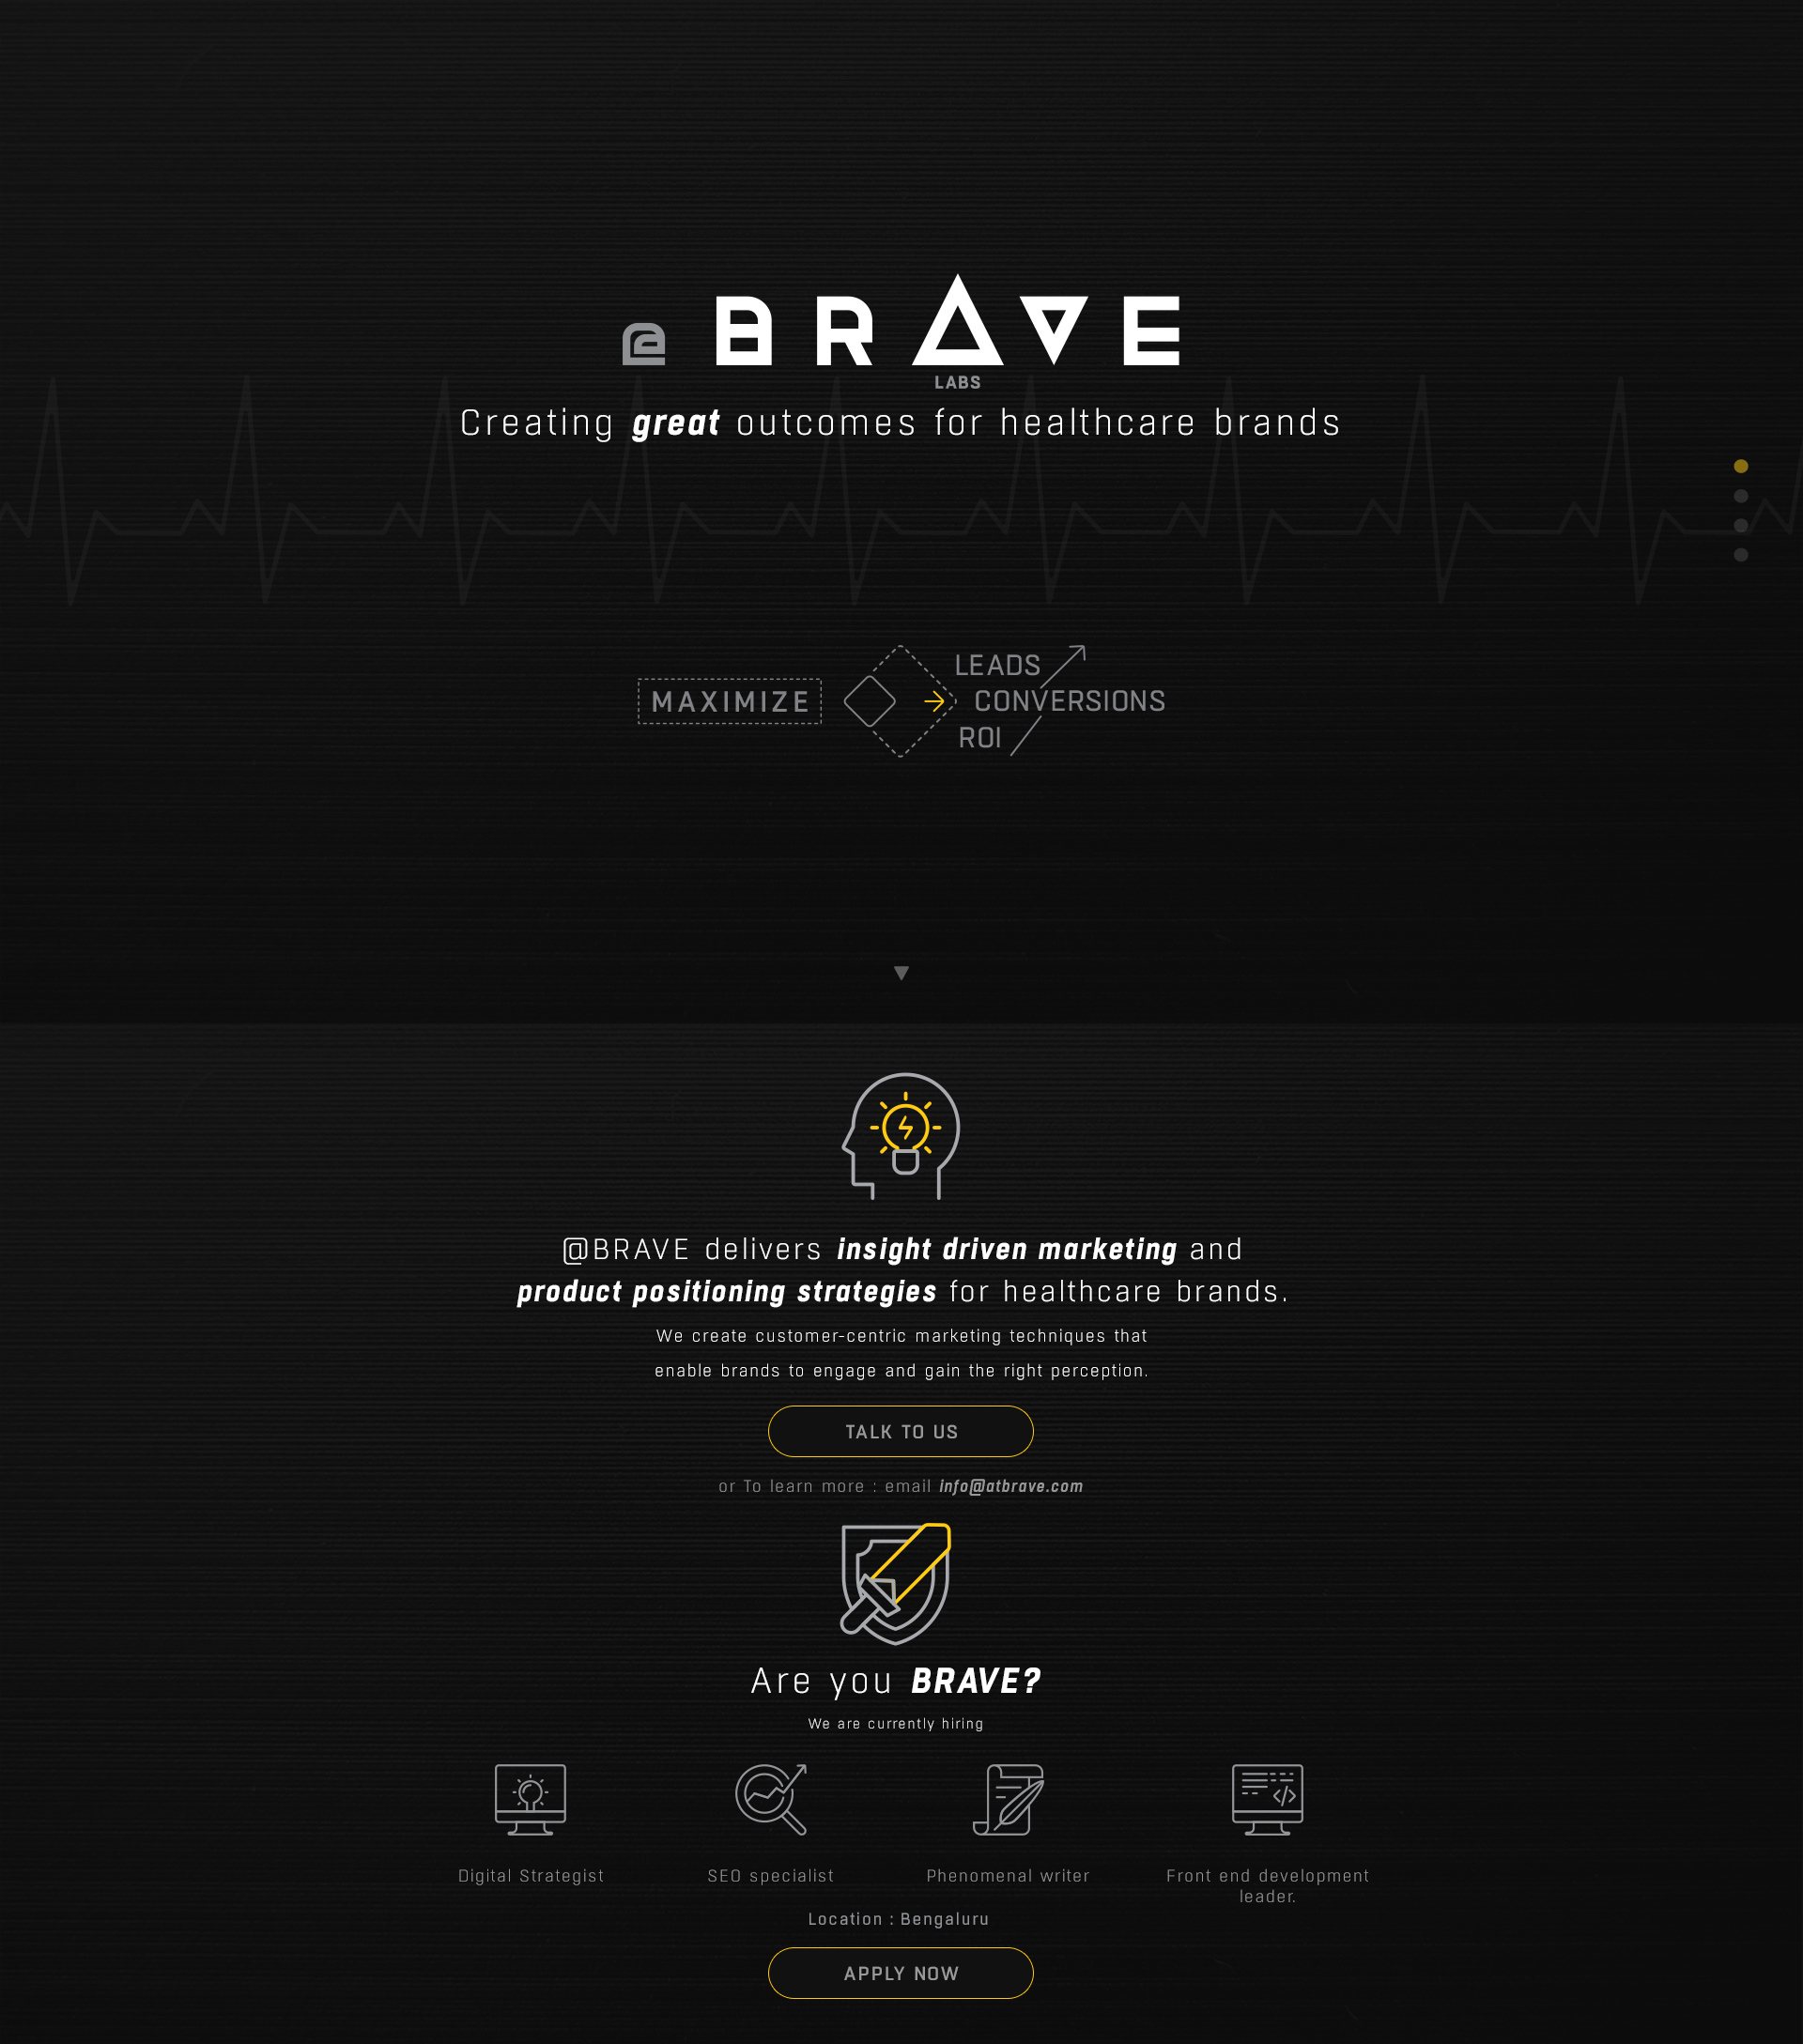 @ BRAVE
LABS
Creating great outcomes for healthcare brands
MAXIMIZE
LEADS
CONVERSIONS
ROI
@BRAVE delivers insight driven marketing and
product positioning strategies for healthcare brands.
We create customer-centric marketing techniques that
enable brands to engage and gain the right perception.
TALK TO US
or To learn more : email info@atbrave.com
Are you BRAVE?
We are currently hiring
Digital Strategist
SEO specialist
Phenomenal writer
Front end development
leader.
Location : Bengaluru
APPLY NOW